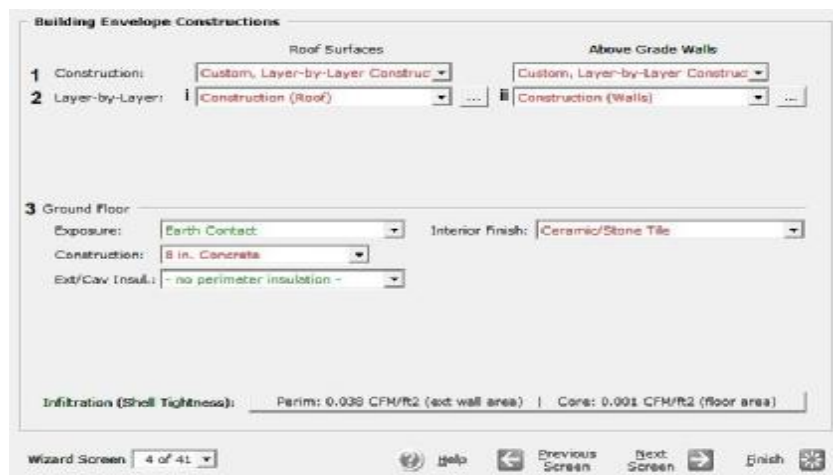 Building Envelope Constructions
Roof Surfaces Above Grade Walls
1 Construction: Custom, Layer-by-Layer Construc Custom, Layer-by-Layer Construc
2 Layer-by-Layer: i Construction (Roof) ... ii Construction (Walls) ...
3 Ground Floor
Exposure: Earth Contact Interior Finish: Ceramic/Stone Tile
Construction: 8 in. Concrete
Ext/Cav Insul.: - no perimeter insulation -
Infiltration (Shell Tightness): Perim: 0.038 CFM/ft2 (ext wall area) | Core: 0.001 CFM/ft2 (floor area)
Wizard Screen 4 of 41 Help Previous Screen Next Screen Finish